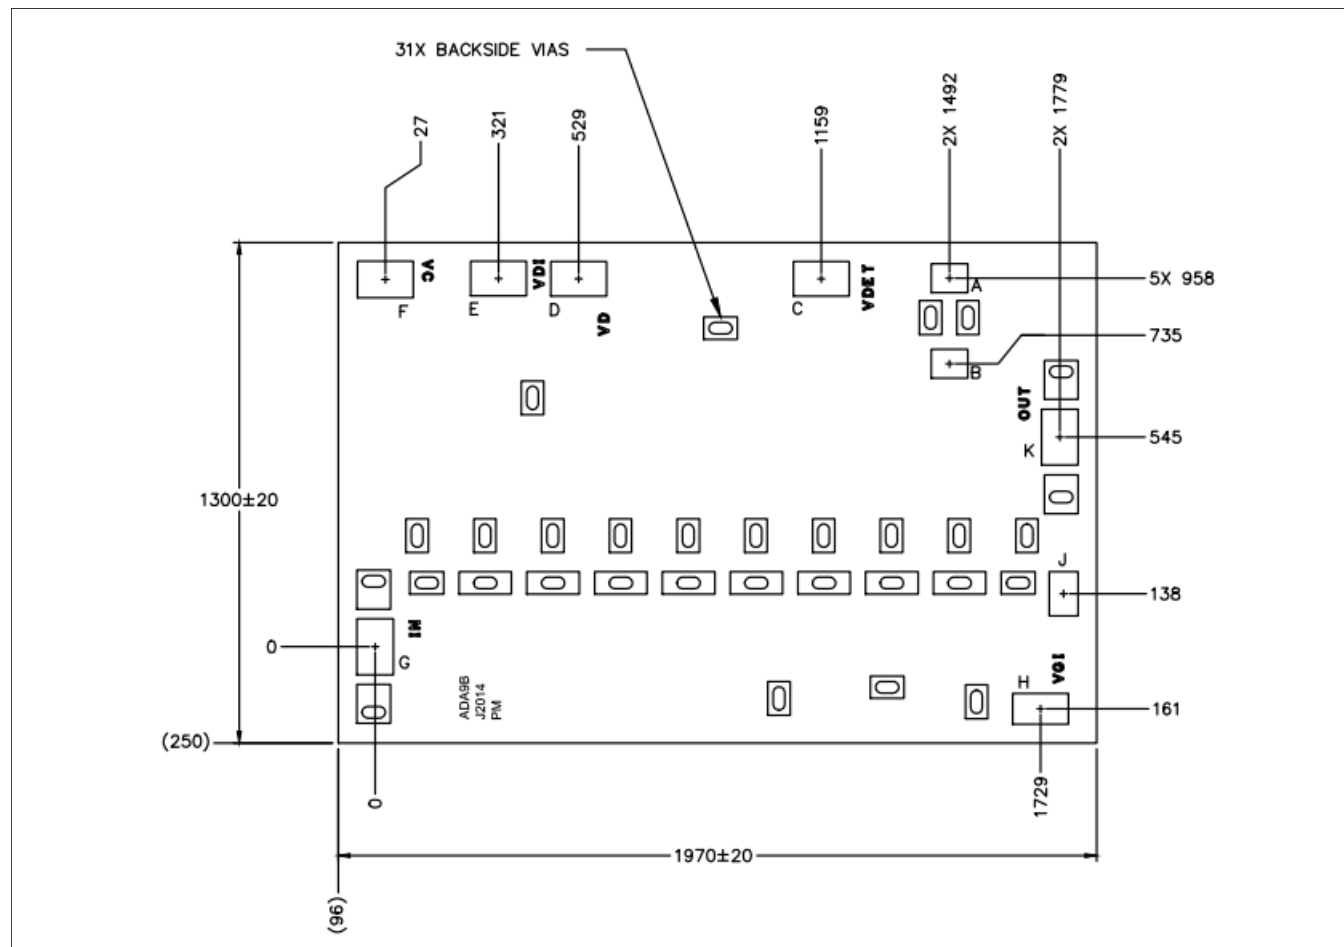 31X BACKSIDE VIAS
27
321
529
1159
2X 1492
2X 1779
VC
VDI
VD
VDET
F
E
D
C
A
5X 958
B
735
OUT
K
545
1300±20
J
138
IN
G
0
H
VGI
161
ADA9B
J2014
PM
(250)
0
1729
1970±20
(96)